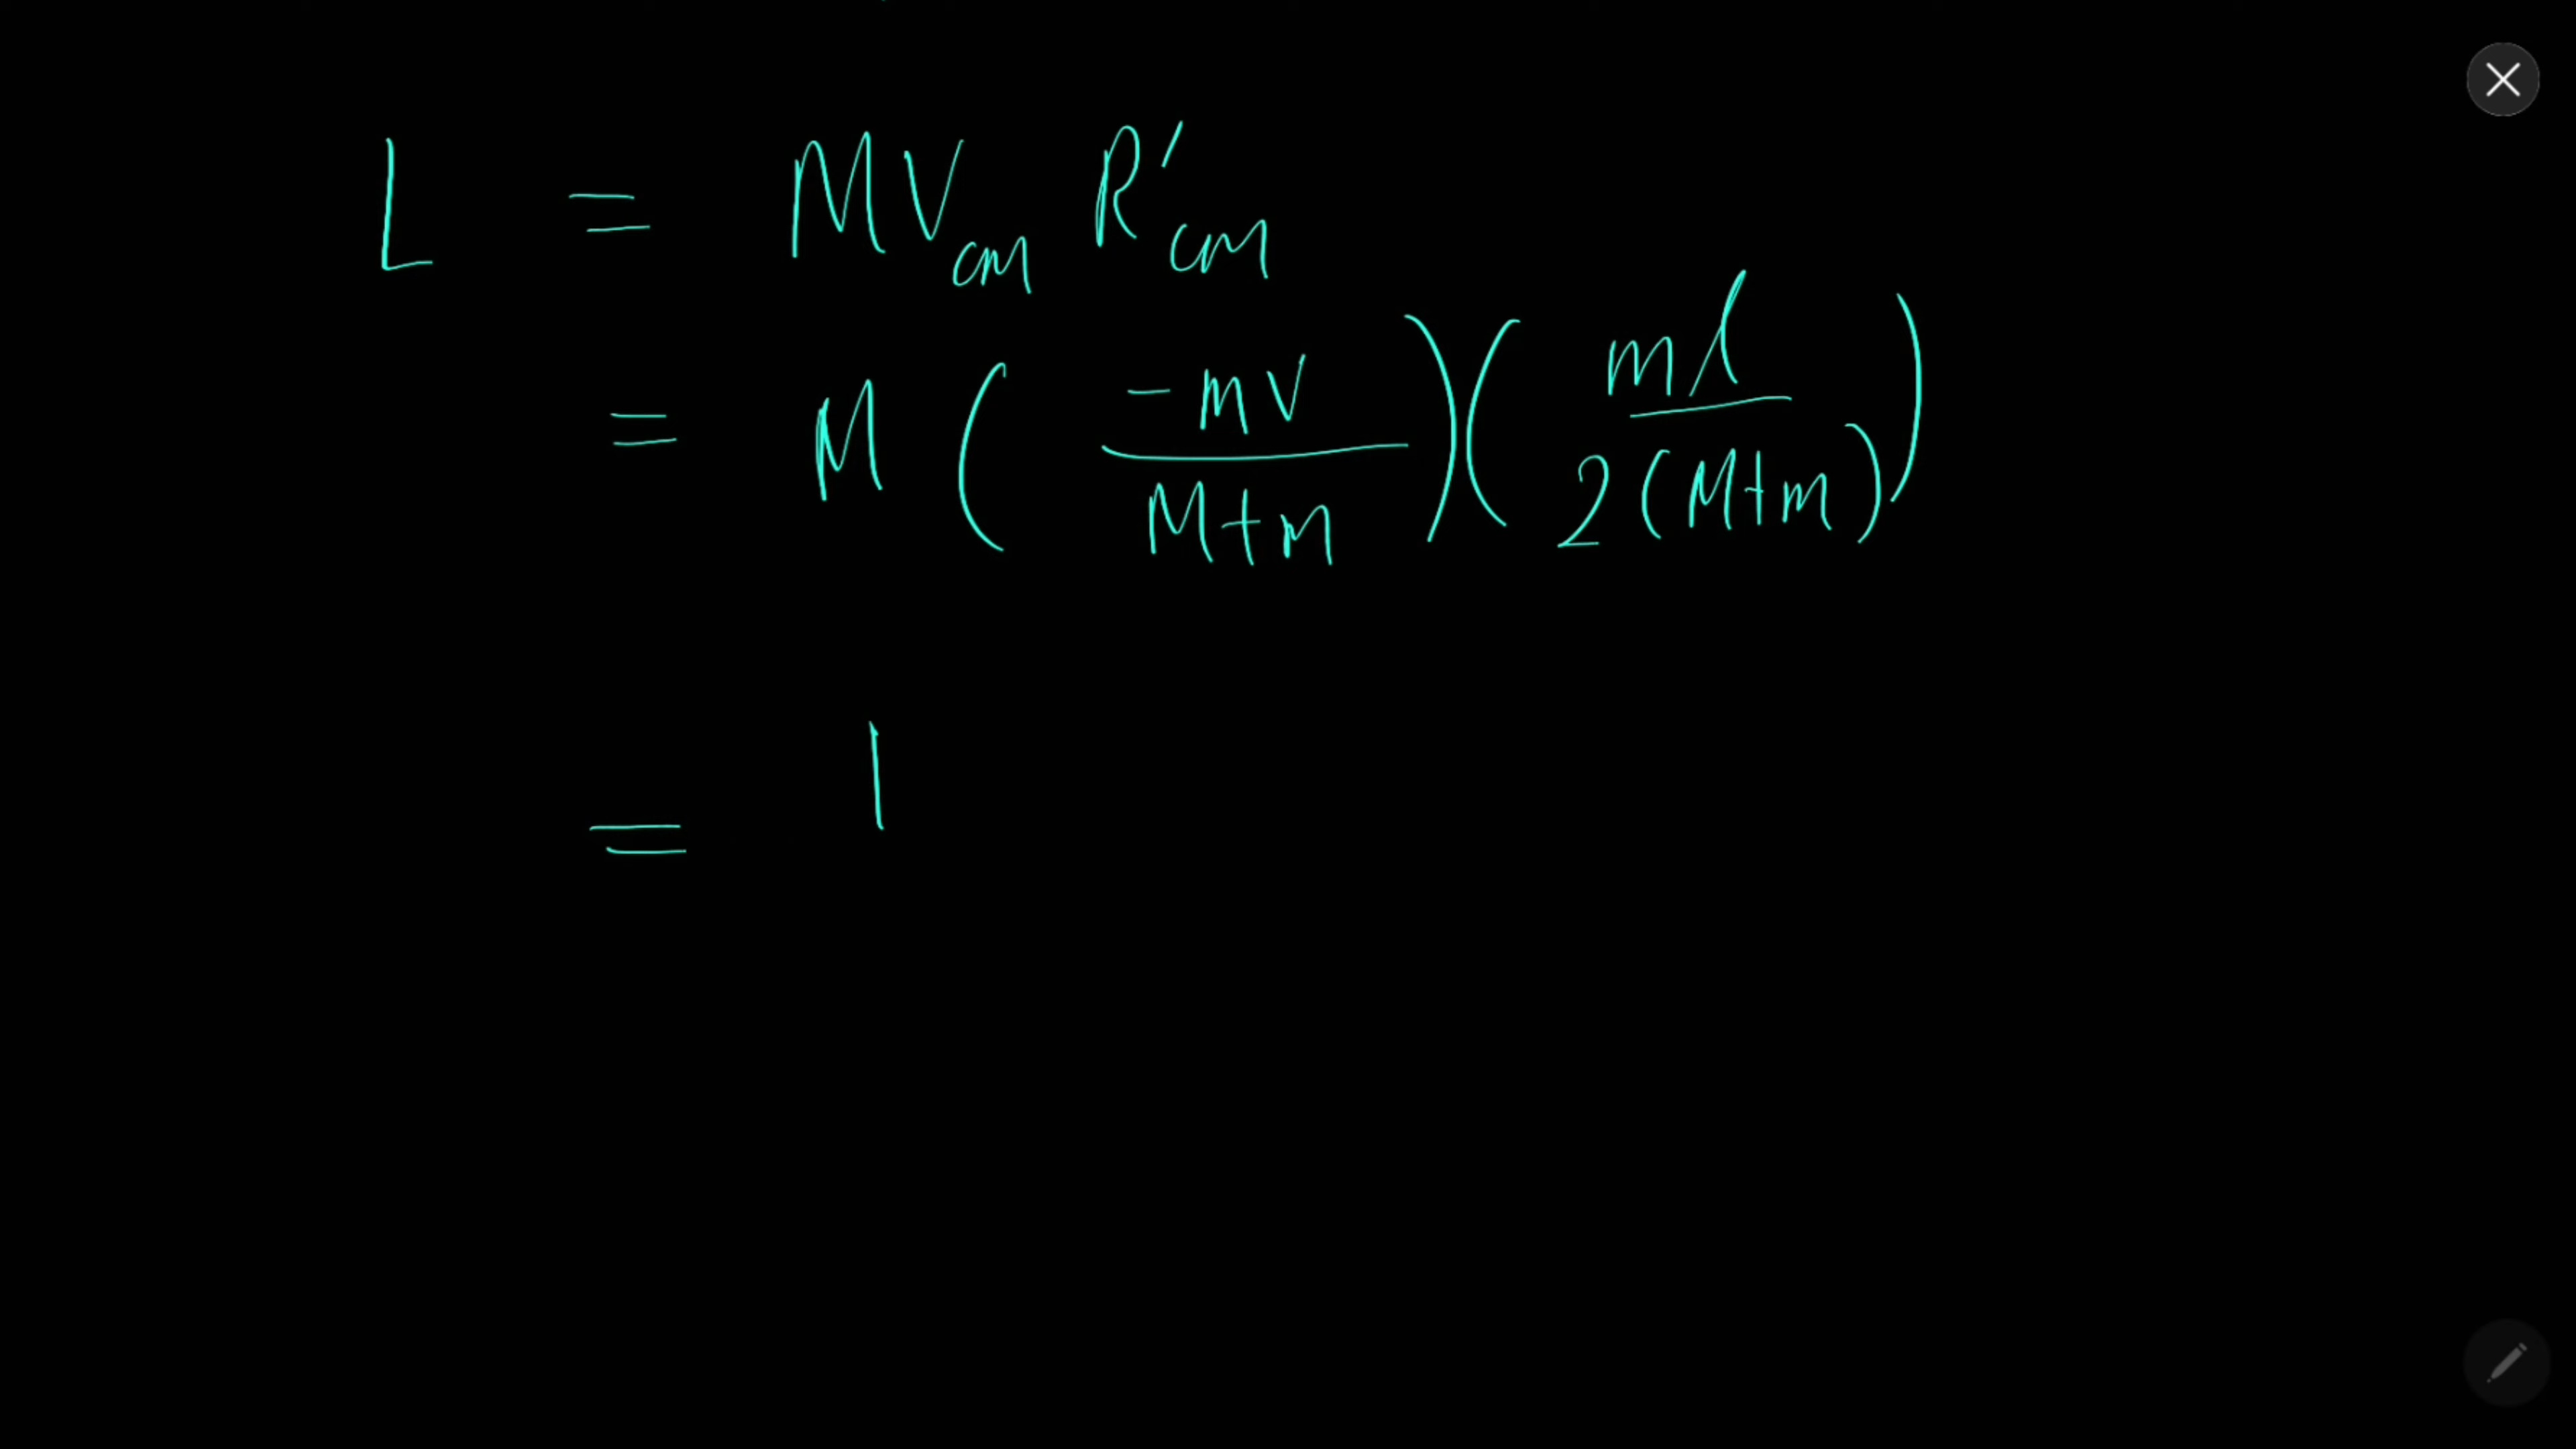 L = MV_cm R'_cm
= M ( -mv / M+m ) ( ml / 2(M+m) )
= 1